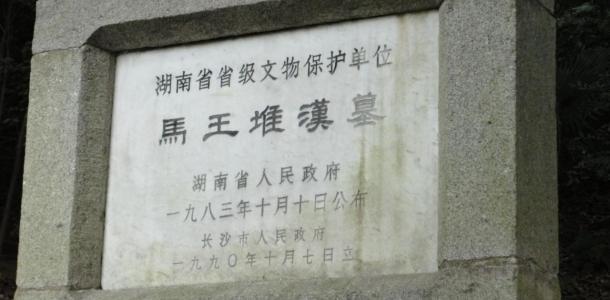 湖南省省级文物保护单位
馬王堆漢墓
湖南省人民政府
一九八三年十月十日公布
长沙市人民政府
一九九〇年十月七日立